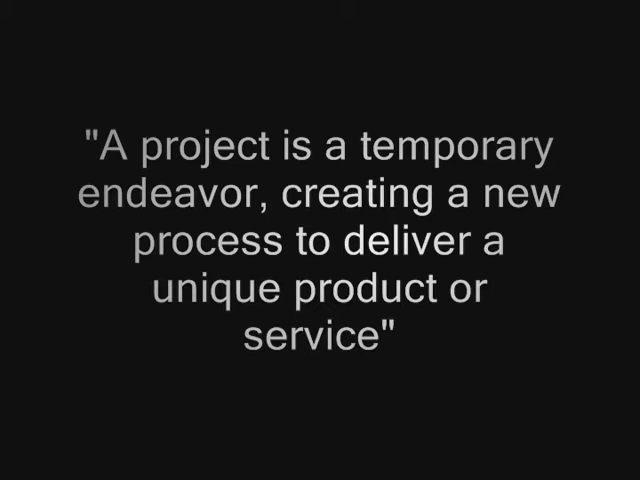 "A project is a temporary
endeavor, creating a new
process to deliver a
unique product or
service"